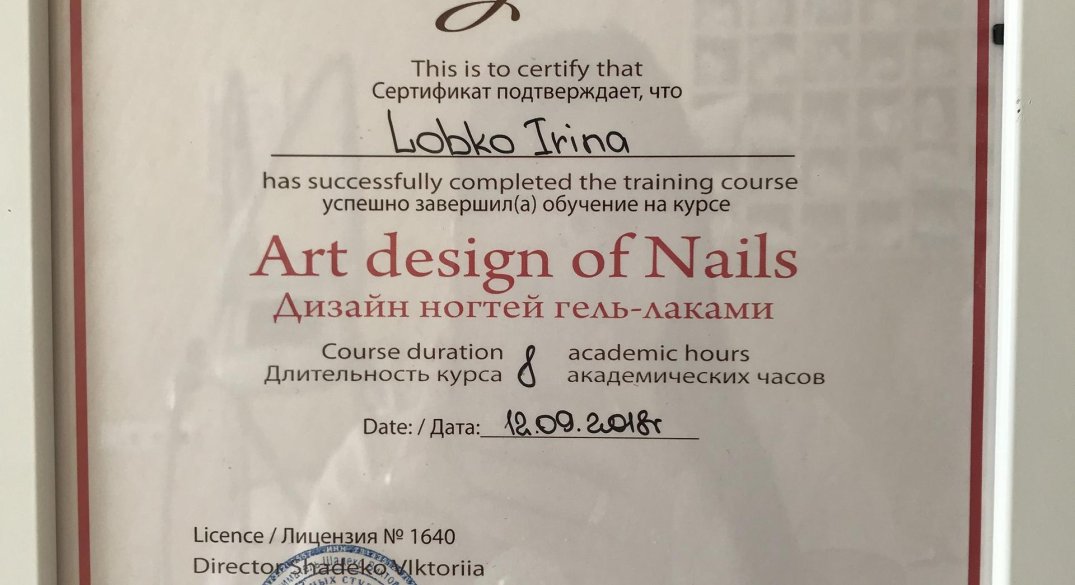 This is to certify that
Сертификат подтверждает, что
Lobko Irina
has successfully completed the training course
успешно завершил(а) обучение на курсе
Art design of Nails
Дизайн ногтей гель-лаками
Course duration 8 academic hours
Длительность курса академических часов
Date: / Дата: 12.09.2018г
Licence / Лицензия № 1640
Director Shadeko VIktoriia